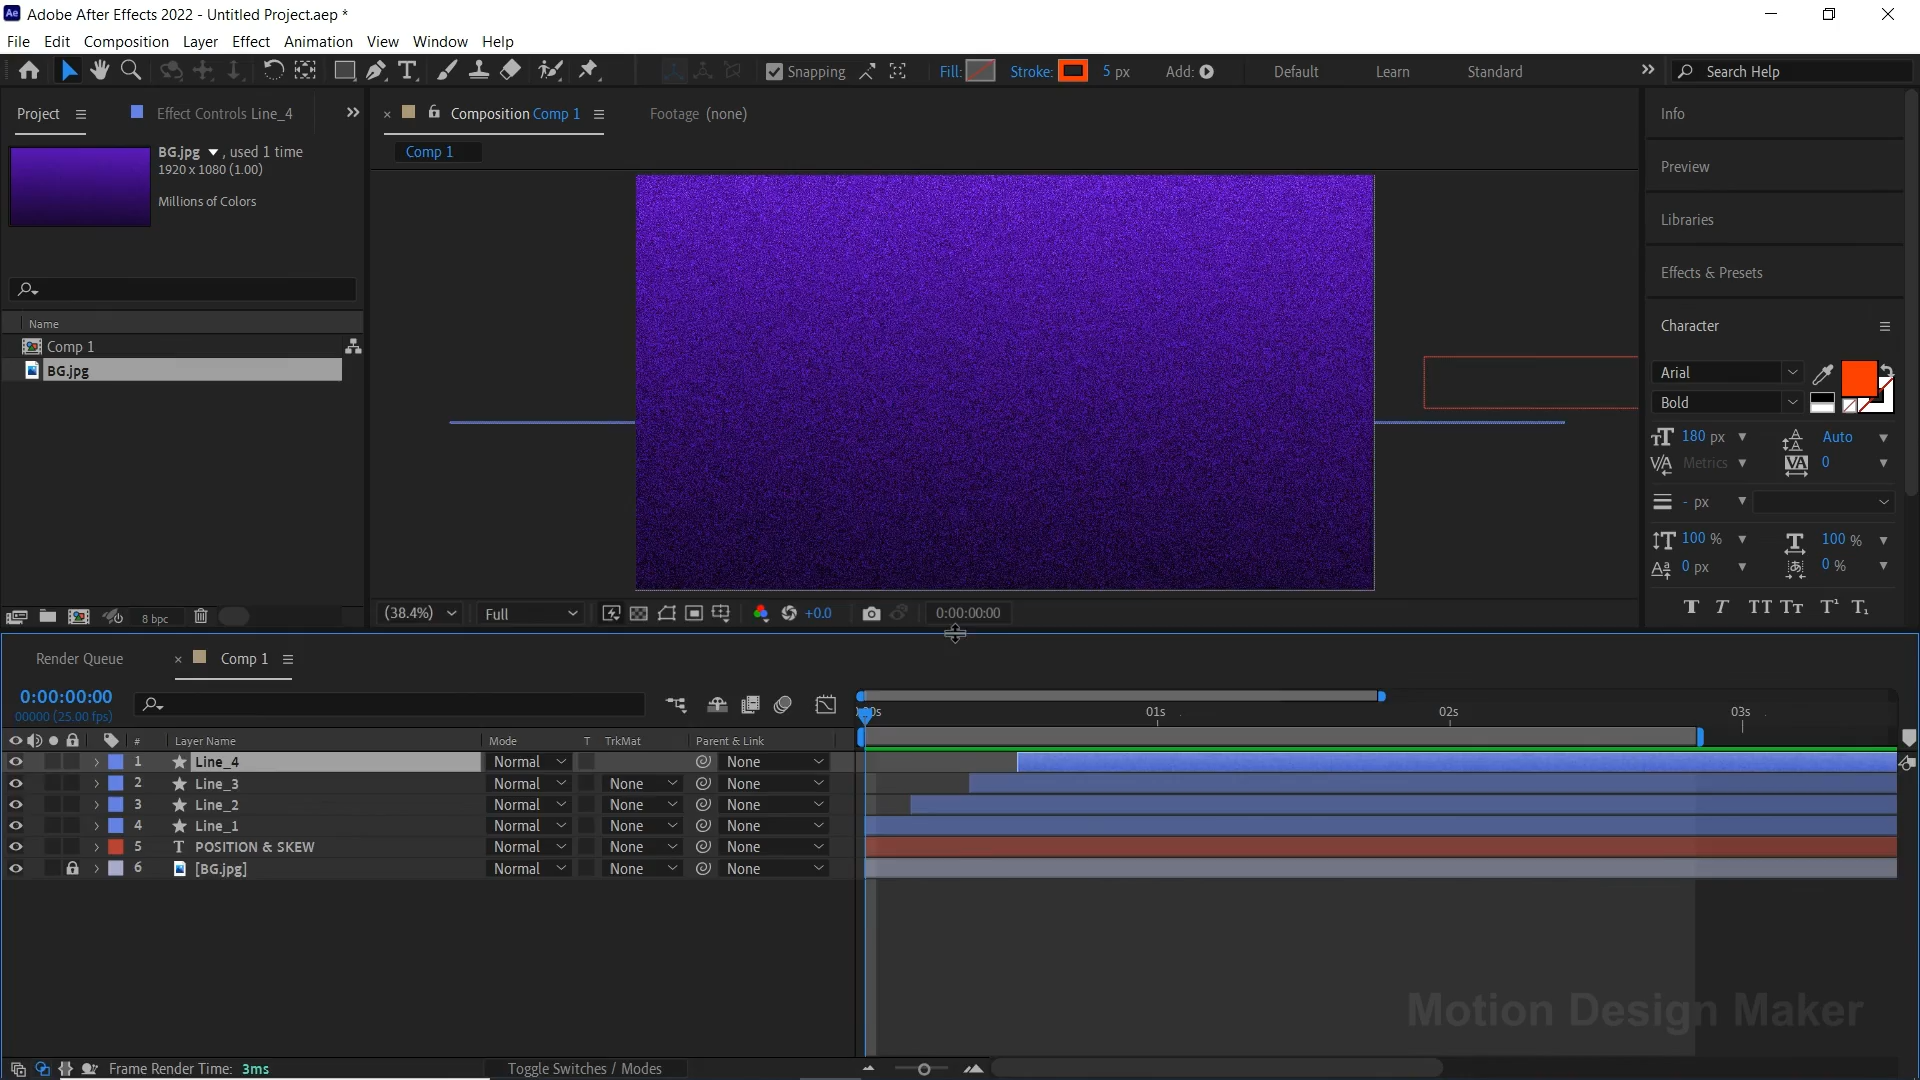 Adobe After Effects 2022 - Untitled Project.aep *
File Edit Composition Layer Effect Animation View Window Help
Snapping Fill: Stroke: 5 px Add: Default Learn Standard Search Help
Project Effect Controls Line_4
BG.jpg , used 1 time
1920 x 1080 (1.00)
Millions of Colors
Name
Comp 1
BG.jpg
8 bpc
Composition Comp 1 Footage (none)
Comp 1
(38.4%) Full +0.0 0:00:00:00
Info
Preview
Libraries
Effects & Presets
Character
Arial
Bold
180 px Auto
Metrics 0
- px
100 % 100 %
0 px 0 %
Render Queue Comp 1
0:00:00:00
00000 (25.00 fps)
:00s 01s 02s 03s
# Layer Name Mode T TrkMat Parent & Link
1 Line_4 Normal None
2 Line_3 Normal None None
3 Line_2 Normal None None
4 Line_1 Normal None None
5 T POSITION & SKEW Normal None None
6 [BG.jpg] Normal None None
Motion Design Maker
Frame Render Time: 3ms Toggle Switches / Modes